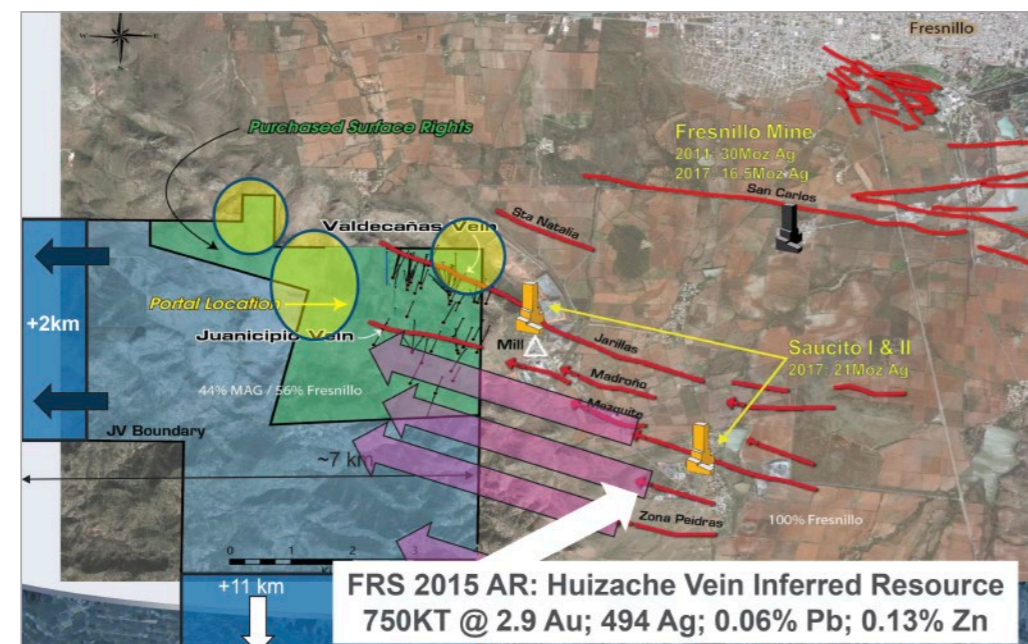 Fresnillo
W E
Purchased Surface Rights
Fresnillo Mine
2011: 30Moz Ag
2017: 16.5Moz Ag
San Carlos
Sta Natalia
Valdecañas Vein
Portal Location
+2km
Juanicipio Vein
Mill
Jarillas
Saucito I & II
2017: 21Moz Ag
Madroño
44% MAG / 56% Fresnillo
Mezquite
JV Boundary
~7 km
Zona Peidras
100% Fresnillo
0 1 2 3
+11 km
FRS 2015 AR: Huizache Vein Inferred Resource
750KT @ 2.9 Au; 494 Ag; 0.06% Pb; 0.13% Zn